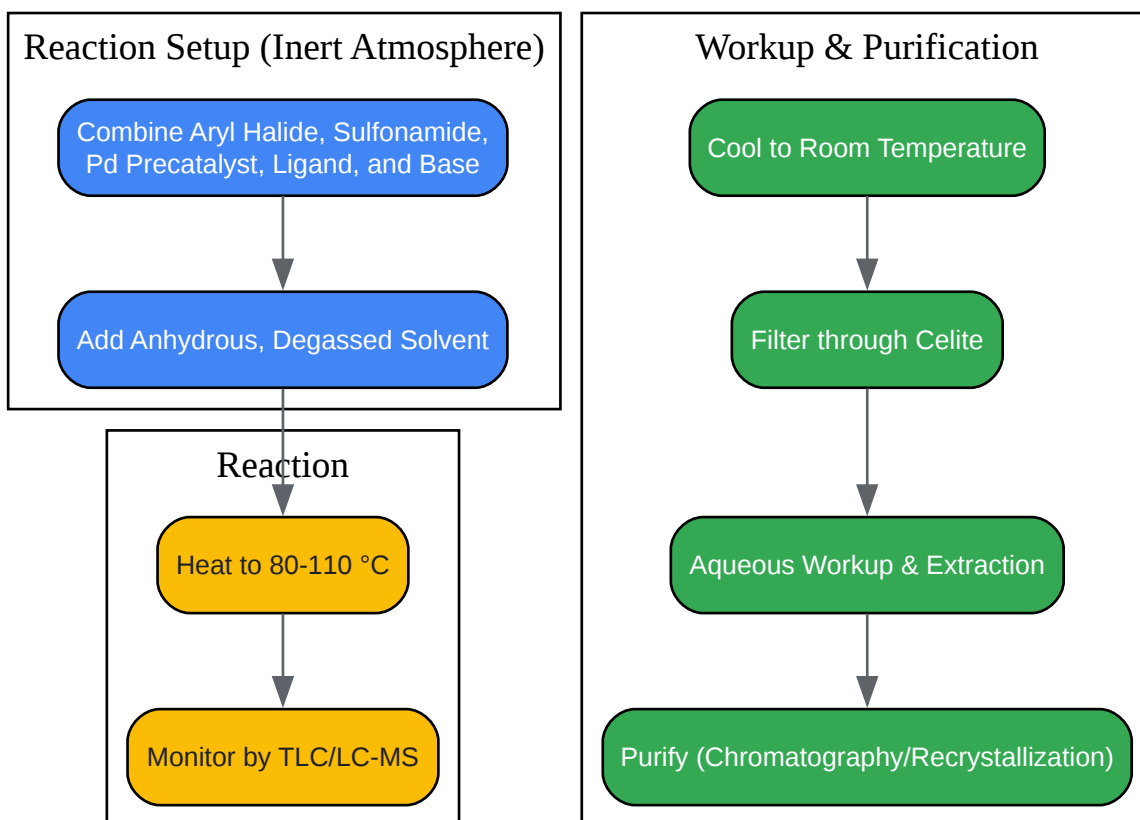 Reaction Setup (Inert Atmosphere)
Combine Aryl Halide, Sulfonamide,
Pd Precatalyst, Ligand, and Base
Add Anhydrous, Degassed Solvent
Reaction
Heat to 80-110 °C
Monitor by TLC/LC-MS
Workup & Purification
Cool to Room Temperature
Filter through Celite
Aqueous Workup & Extraction
Purify (Chromatography/Recrystallization)